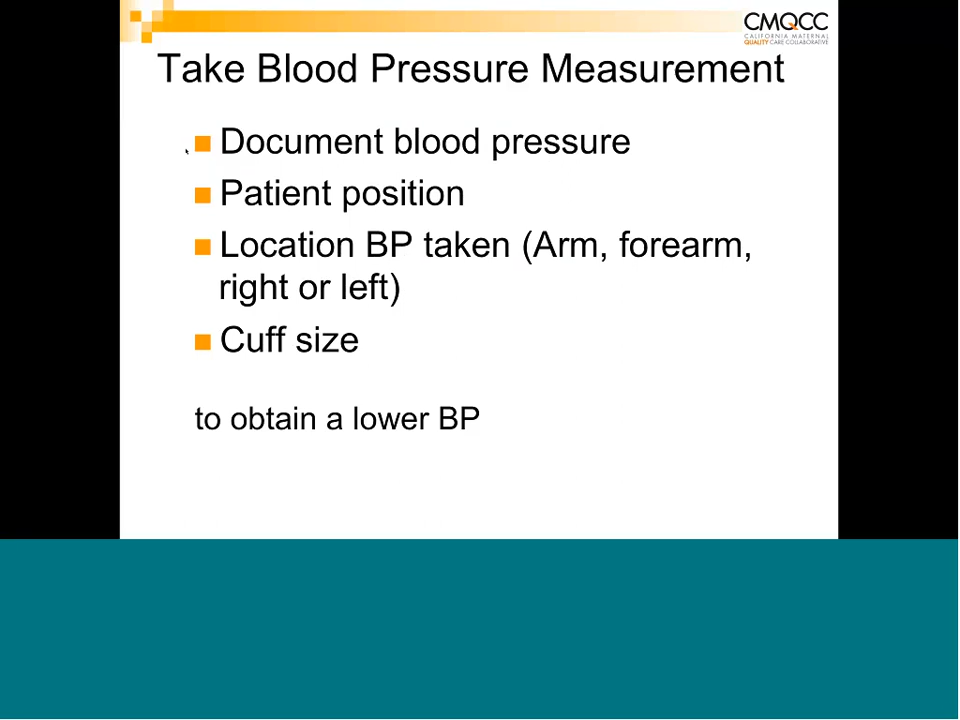 CMQCC
CALIFORNIA MATERNAL
QUALITY CARE COLLABORATIVE
Take Blood Pressure Measurement
Document blood pressure
Patient position
Location BP taken (Arm, forearm,
right or left)
Cuff size
to obtain a lower BP